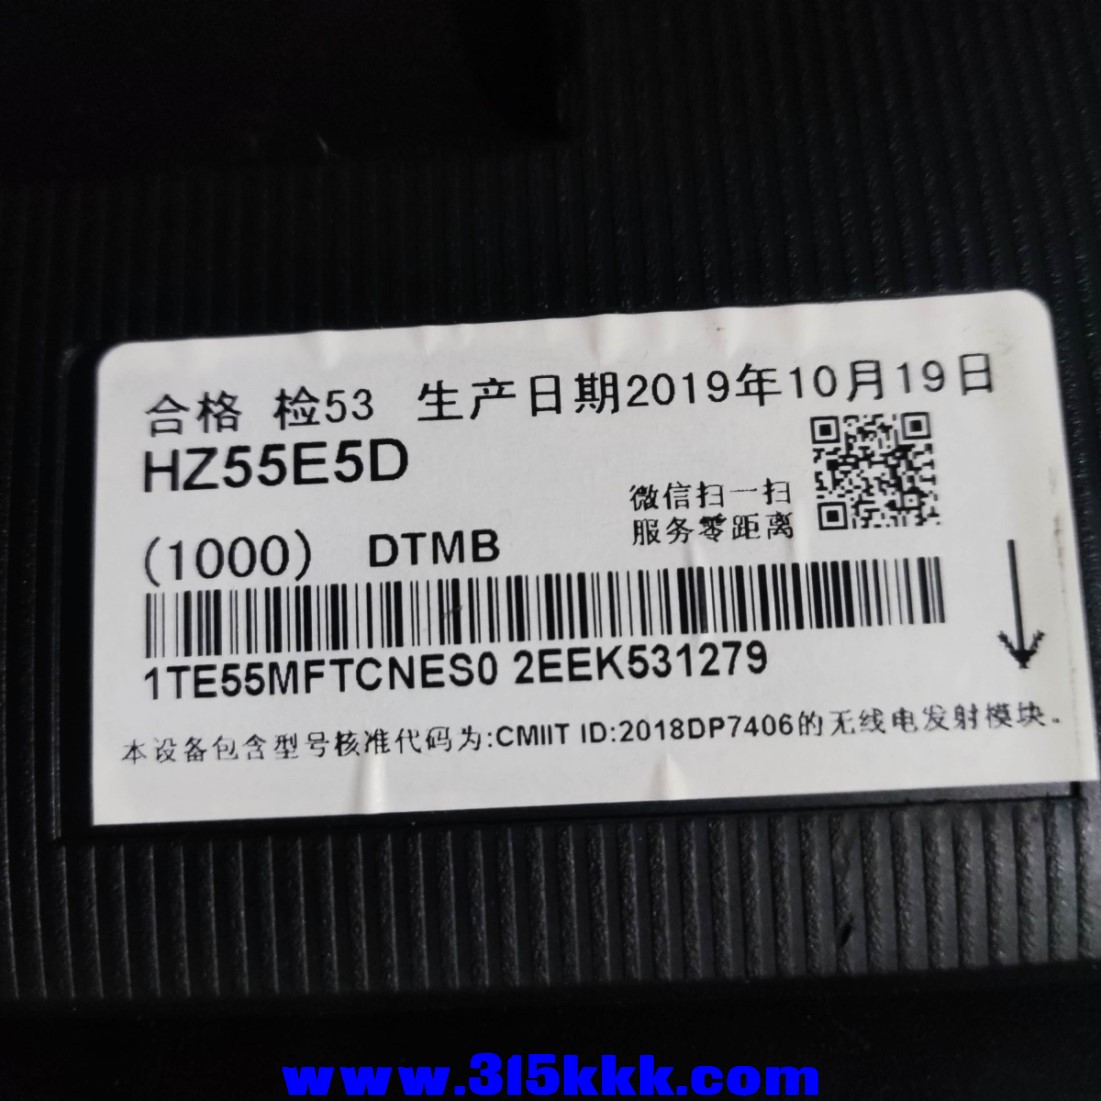 合格 检53 生产日期2019年10月19日
HZ55E5D
微信扫一扫
服务零距离
(1000) DTMB
1TE55MFTCNES0 2EEK531279
本设备包含型号核准代码为:CMIIT ID:2018DP7406的无线电发射模块。
www.315kkk.com